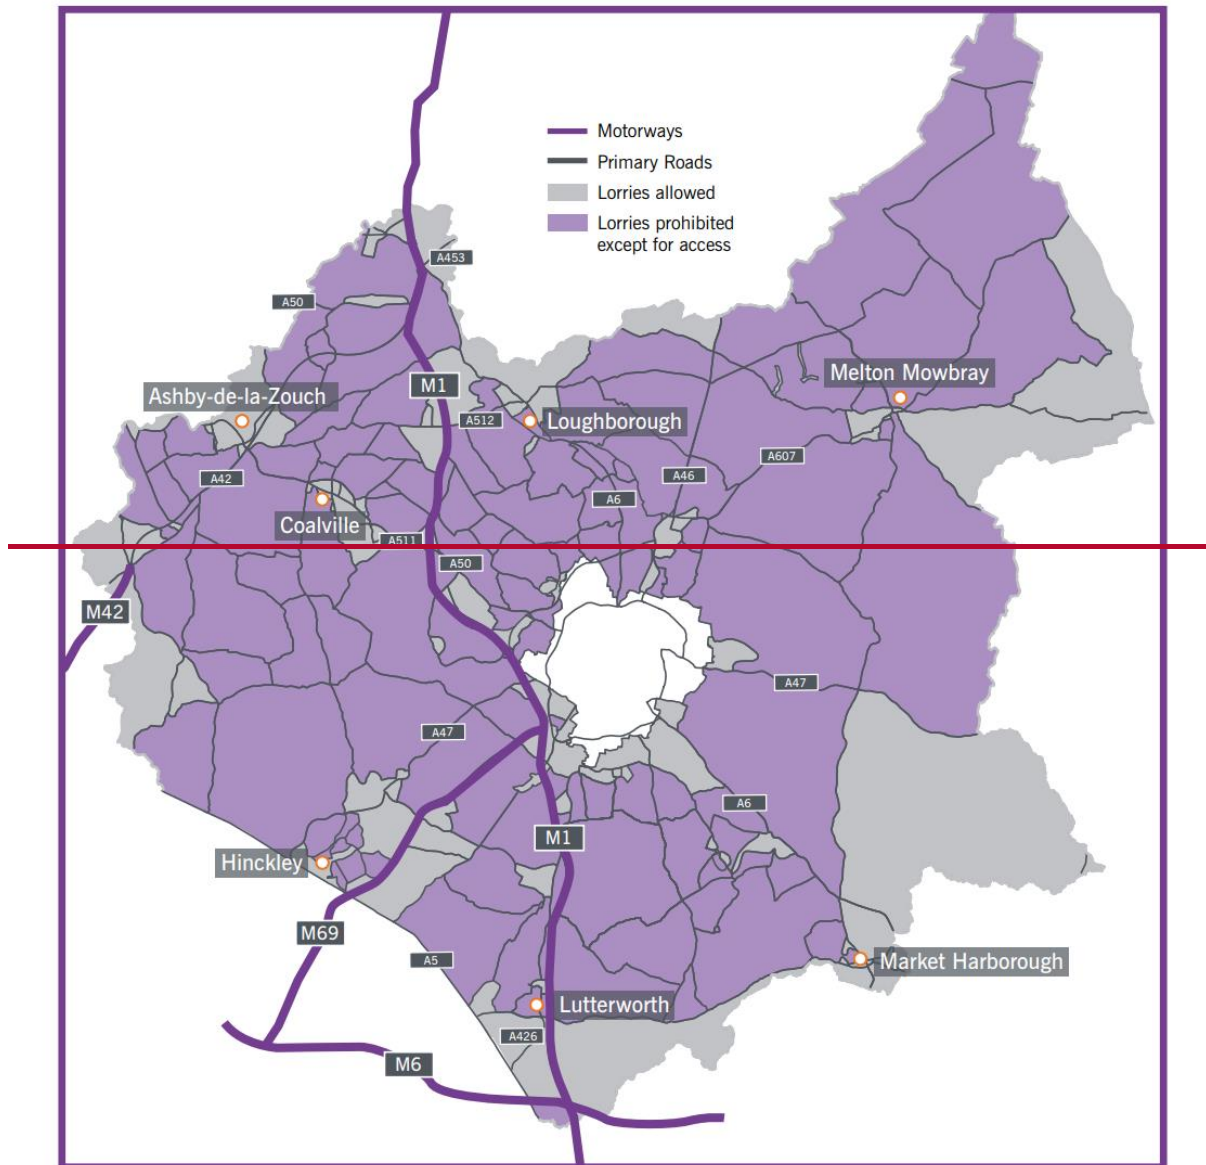 Motorways
Primary Roads
Lorries allowed
Lorries prohibited
except for access
A453
A50
M1
Ashby-de-la-Zouch
Melton Mowbray
A512
Loughborough
A607
A42
A46
A6
Coalville
A511
A50
M42
A47
A47
A6
M1
Hinckley
M69
A5
Market Harborough
Lutterworth
A426
M6